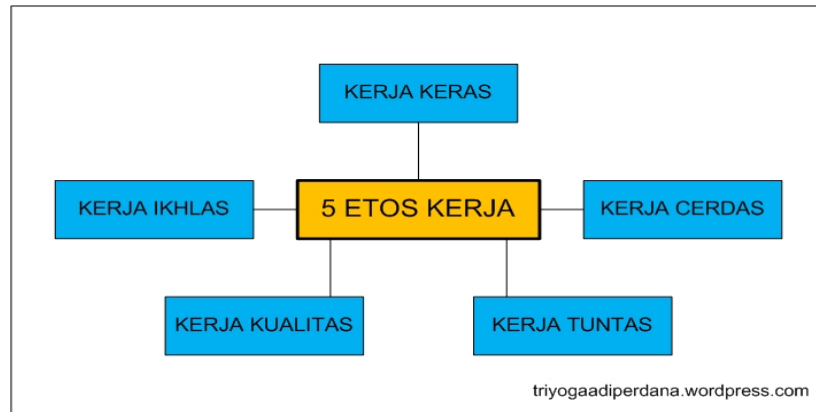 KERJA KERAS
KERJA IKHLAS
5 ETOS KERJA
KERJA CERDAS
KERJA KUALITAS
KERJA TUNTAS
triyogaadiperdana.wordpress.com